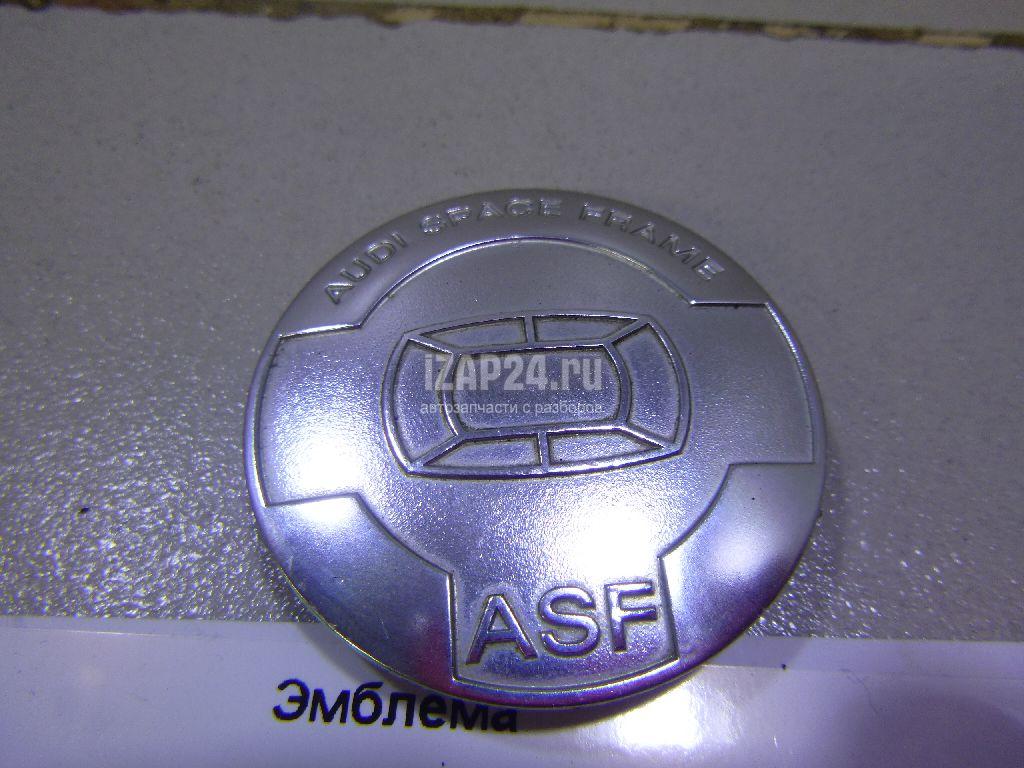 AUDI SPACE FRAME
iZAP24.ru
автозапчасти с разборов
ASF
Эмблема